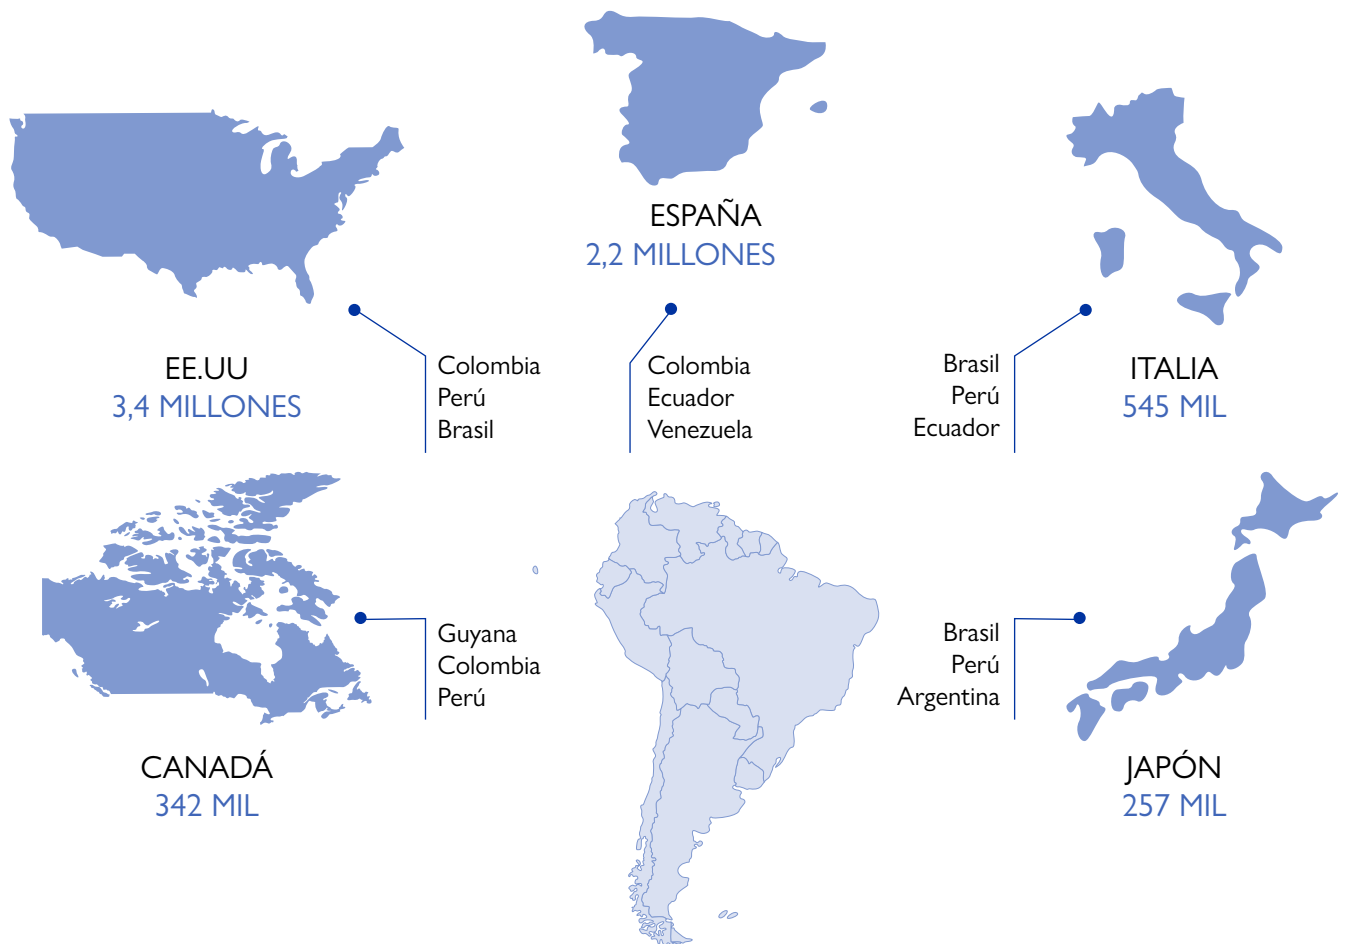 ESPAÑA
2,2 MILLONES
EE.UU
3,4 MILLONES
Colombia
Perú
Brasil
Colombia
Ecuador
Venezuela
Brasil
Perú
Ecuador
ITALIA
545 MIL
Guyana
Colombia
Perú
CANADÁ
342 MIL
Brasil
Perú
Argentina
JAPÓN
257 MIL